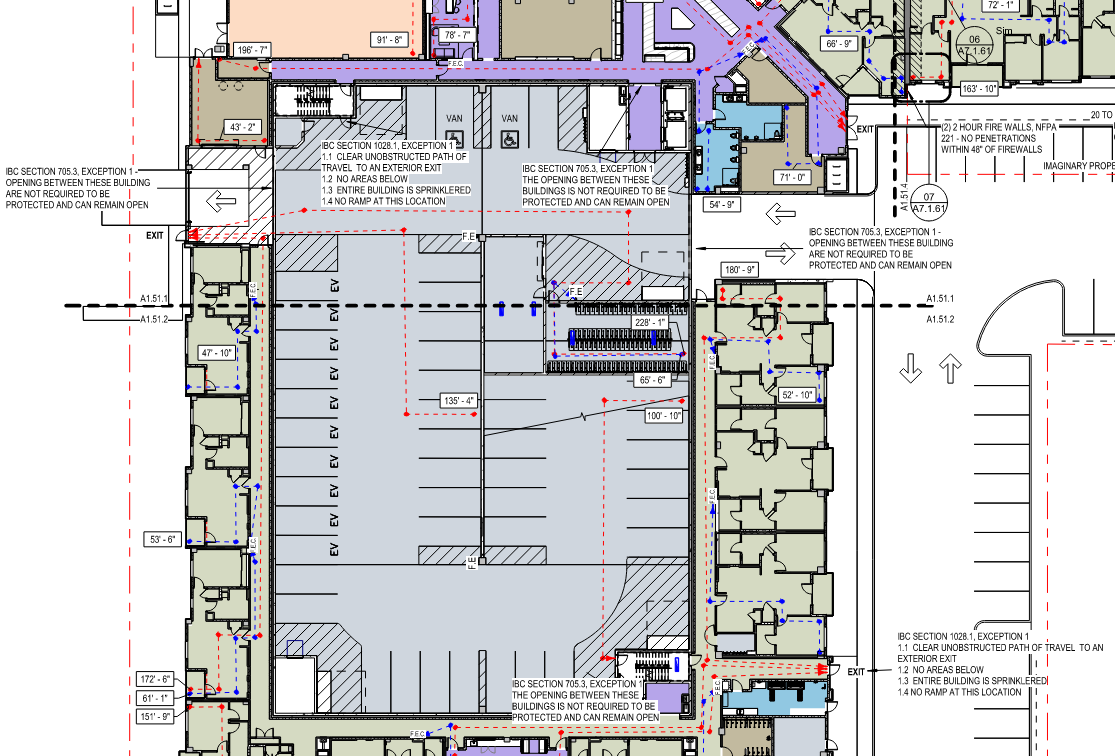 72' - 1"
Sim
06
A7.1.61
78' - 7"
91' - 8"
66' - 9"
196' - 7"
F.E.C.
F.E.C.
163' - 10"
20 TO
43' - 2"
VAN
VAN
EXIT
(2) 2 HOUR FIRE WALLS, NFPA
221 - NO PENETRATIONS
WITHIN 48" OF FIREWALLS
IMAGINARY PROPE
IBC SECTION 1028.1, EXCEPTION 1
1.1 CLEAR UNOBSTRUCTED PATH OF
TRAVEL TO AN EXTERIOR EXIT
1.2 NO AREAS BELOW
1.3 ENTIRE BUILDING IS SPRINKLERED
1.4 NO RAMP AT THIS LOCATION
IBC SECTION 705.3, EXCEPTION 1
THE OPENING BETWEEN THESE
BUILDINGS IS NOT REQUIRED TO BE
PROTECTED AND CAN REMAIN OPEN
IBC SECTION 705.3, EXCEPTION 1 -
OPENING BETWEEN THESE BUILDING
ARE NOT REQUIRED TO BE
PROTECTED AND CAN REMAIN OPEN
71' - 0"
54' - 9"
A1.51.4
07
A7.1.61
EXIT
F.E
IBC SECTION 705.3, EXCEPTION 1 -
OPENING BETWEEN THESE BUILDING
ARE NOT REQUIRED TO BE
PROTECTED AND CAN REMAIN OPEN
180' - 9"
F.E.C.
EV
F.E
A1.51.1
A1.51.1
A1.51.2
A1.51.2
EV
228' - 1"
47' - 10"
EV
F.E.C.
65' - 6"
EV
52' - 10"
135' - 4"
EV
100' - 10"
EV
EV
EV
F.E.C.
EV
53' - 6"
F.E.C.
EV
F.E
IBC SECTION 1028.1, EXCEPTION 1
1.1 CLEAR UNOBSTRUCTED PATH OF TRAVEL TO AN
EXTERIOR EXIT
1.2 NO AREAS BELOW
1.3 ENTIRE BUILDING IS SPRINKLERED
1.4 NO RAMP AT THIS LOCATION
EXIT
172' - 6"
61' - 1"
151' - 9"
IBC SECTION 705.3, EXCEPTION 1
THE OPENING BETWEEN THESE
BUILDINGS IS NOT REQUIRED TO BE
PROTECTED AND CAN REMAIN OPEN
F.E.C.
F.E.C.